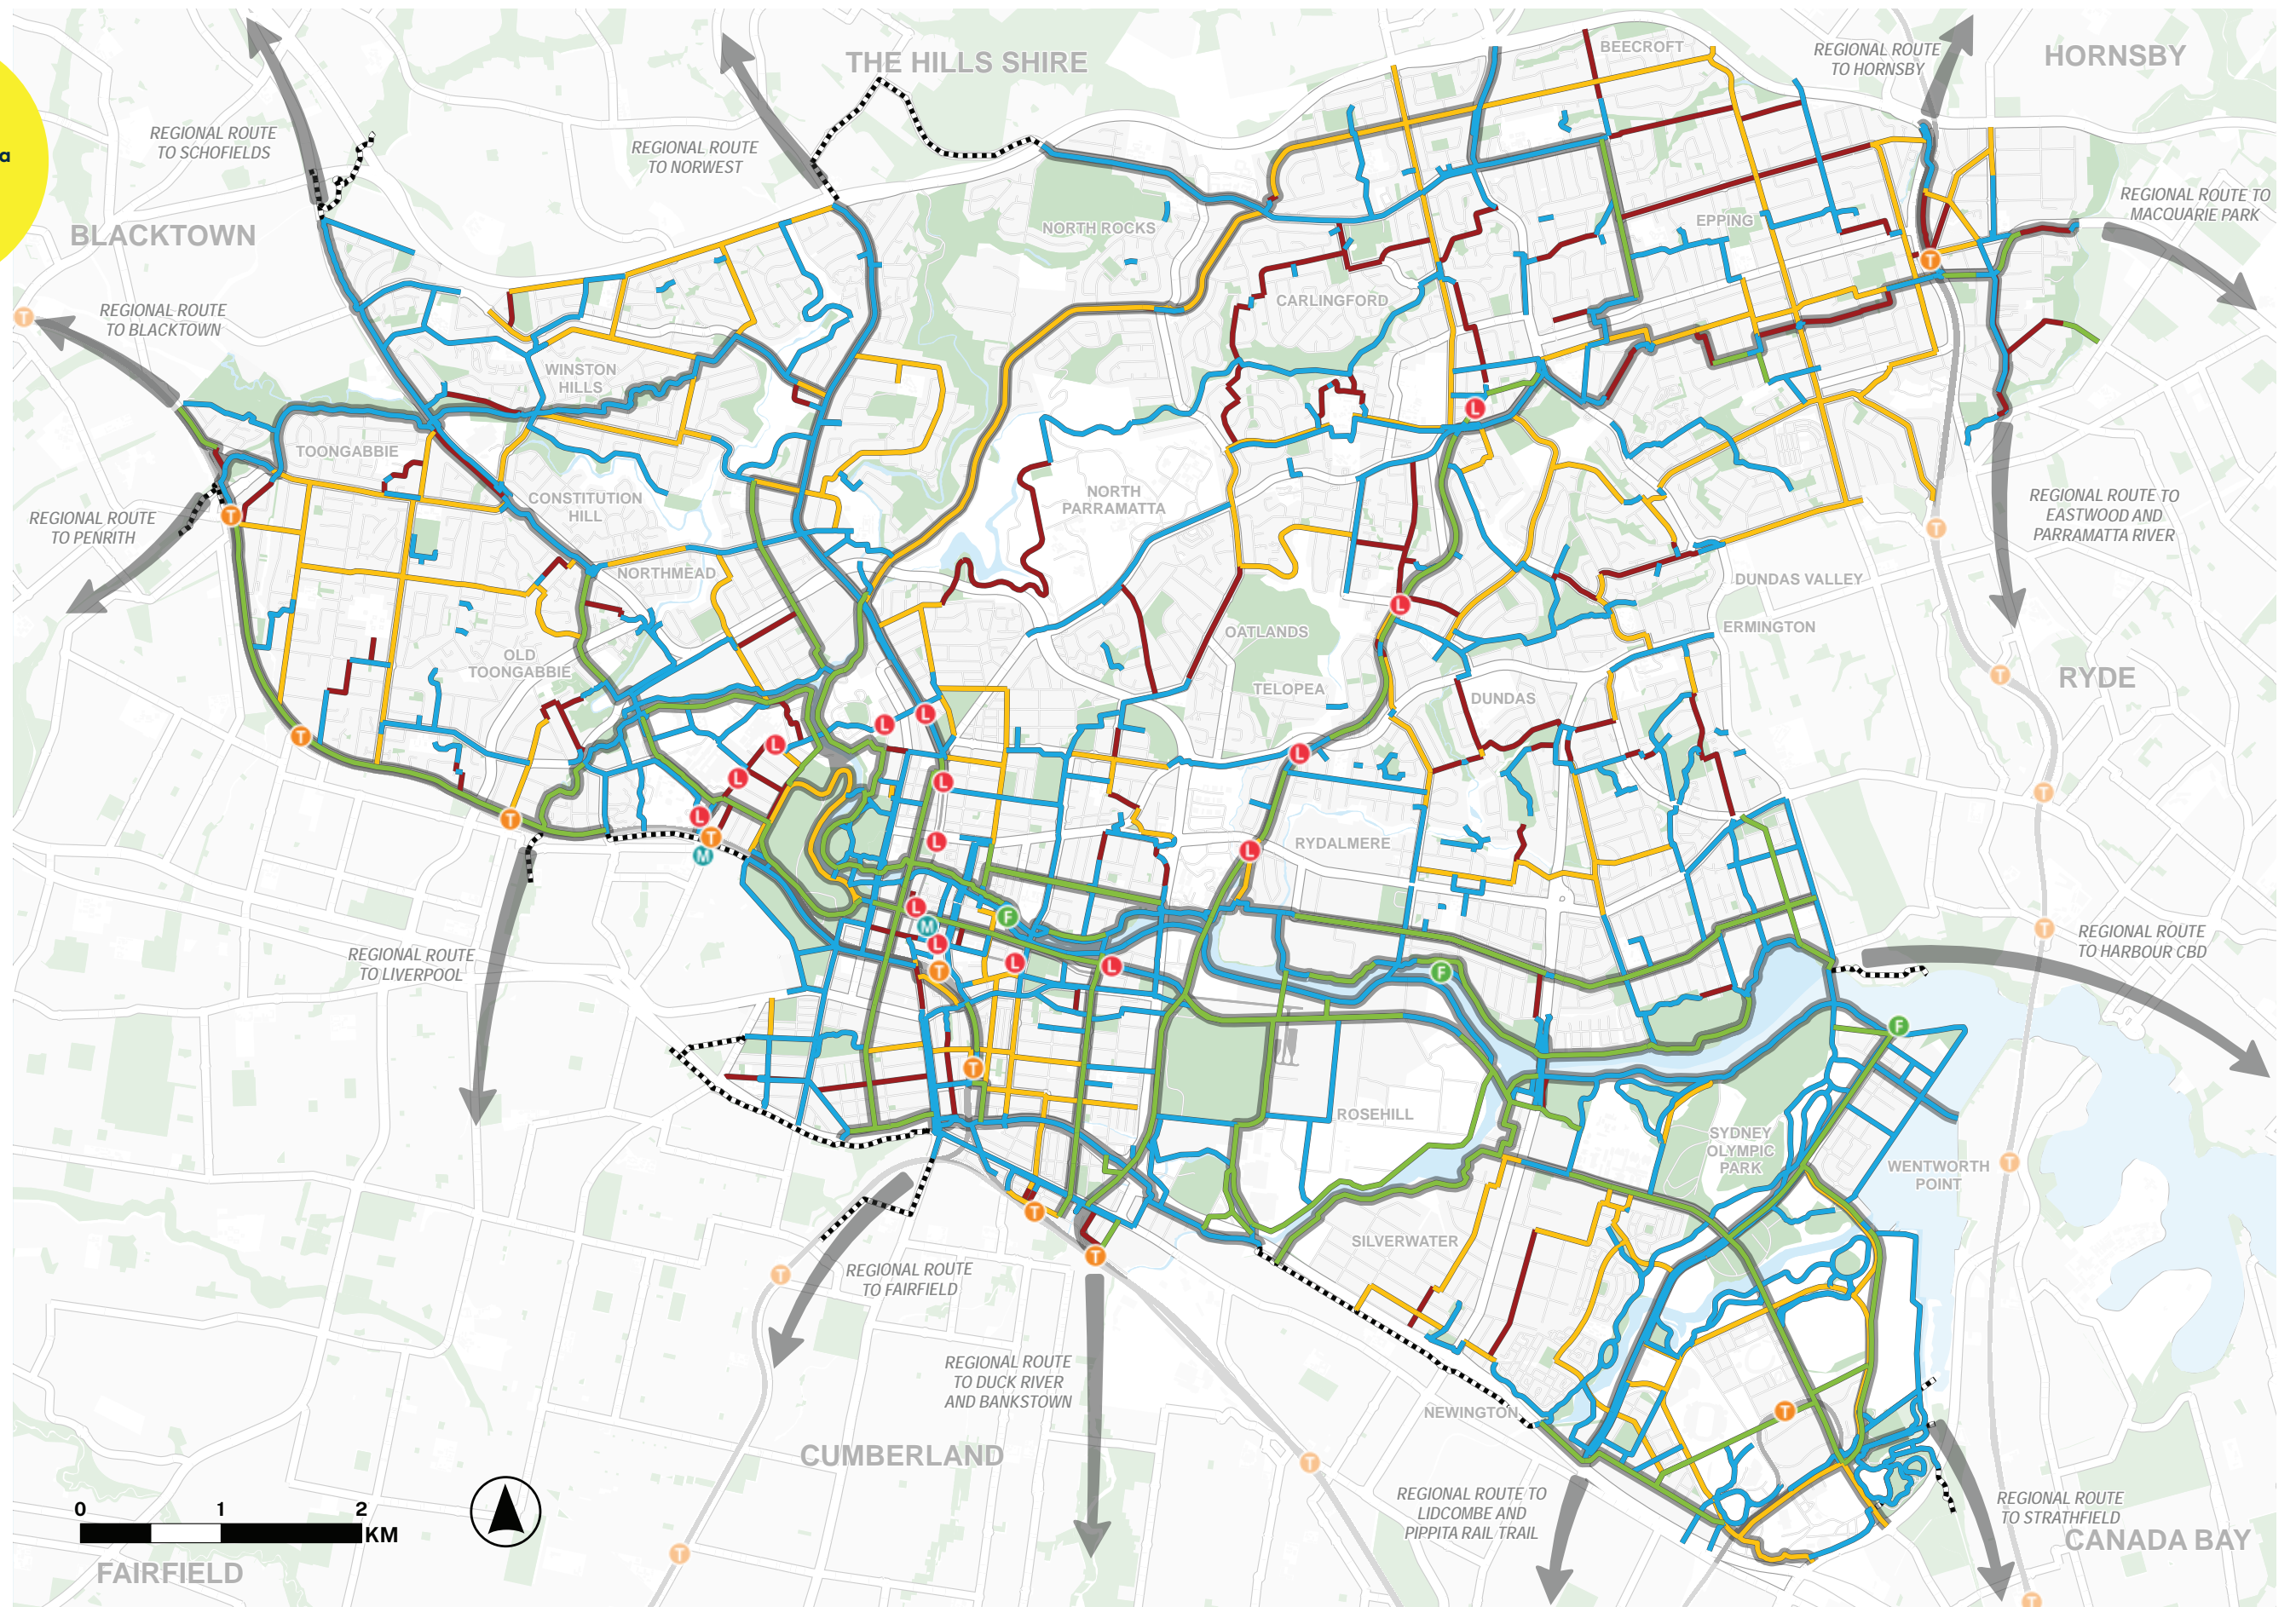 THE HILLS SHIRE
BEECROFT
REGIONAL ROUTE
TO HORNSBY
HORNSBY
a
REGIONAL ROUTE
TO SCHOFIELDS
REGIONAL ROUTE
TO NORWEST
REGIONAL ROUTE TO
MACQUARIE PARK
BLACKTOWN
NORTH ROCKS
EPPING
T
CARLINGFORD
REGIONAL ROUTE
TO BLACKTOWN
T
WINSTON
HILLS
L
TOONGABBIE
CONSTITUTION
HILL
NORTH
PARRAMATTA
REGIONAL ROUTE TO
EASTWOOD AND
PARRAMATTA RIVER
REGIONAL ROUTE
TO PENRITH
T
T
NORTHMEAD
DUNDAS VALLEY
L
OATLANDS
ERMINGTON
OLD
TOONGABBIE
T
RYDE
TELOPEA
DUNDAS
L
L
T
L
L
L
L
T
L
T
L
T
M
L
RYDALMERE
L
L
F
M
L
T
REGIONAL ROUTE
TO HARBOUR CBD
REGIONAL ROUTE
TO LIVERPOOL
T
L
L
F
F
T
ROSEHILL
SYDNEY
OLYMPIC
PARK
WENTWORTH
POINT
T
T
SILVERWATER
T
T
REGIONAL ROUTE
TO FAIRFIELD
REGIONAL ROUTE
TO DUCK RIVER
AND BANKSTOWN
NEWINGTON
T
CUMBERLAND
T
REGIONAL ROUTE TO
LIDCOMBE AND
PIPPITA RAIL TRAIL
REGIONAL ROUTE
TO STRATHFIELD
0 1 2
KM
CANADA BAY
T
FAIRFIELD
T